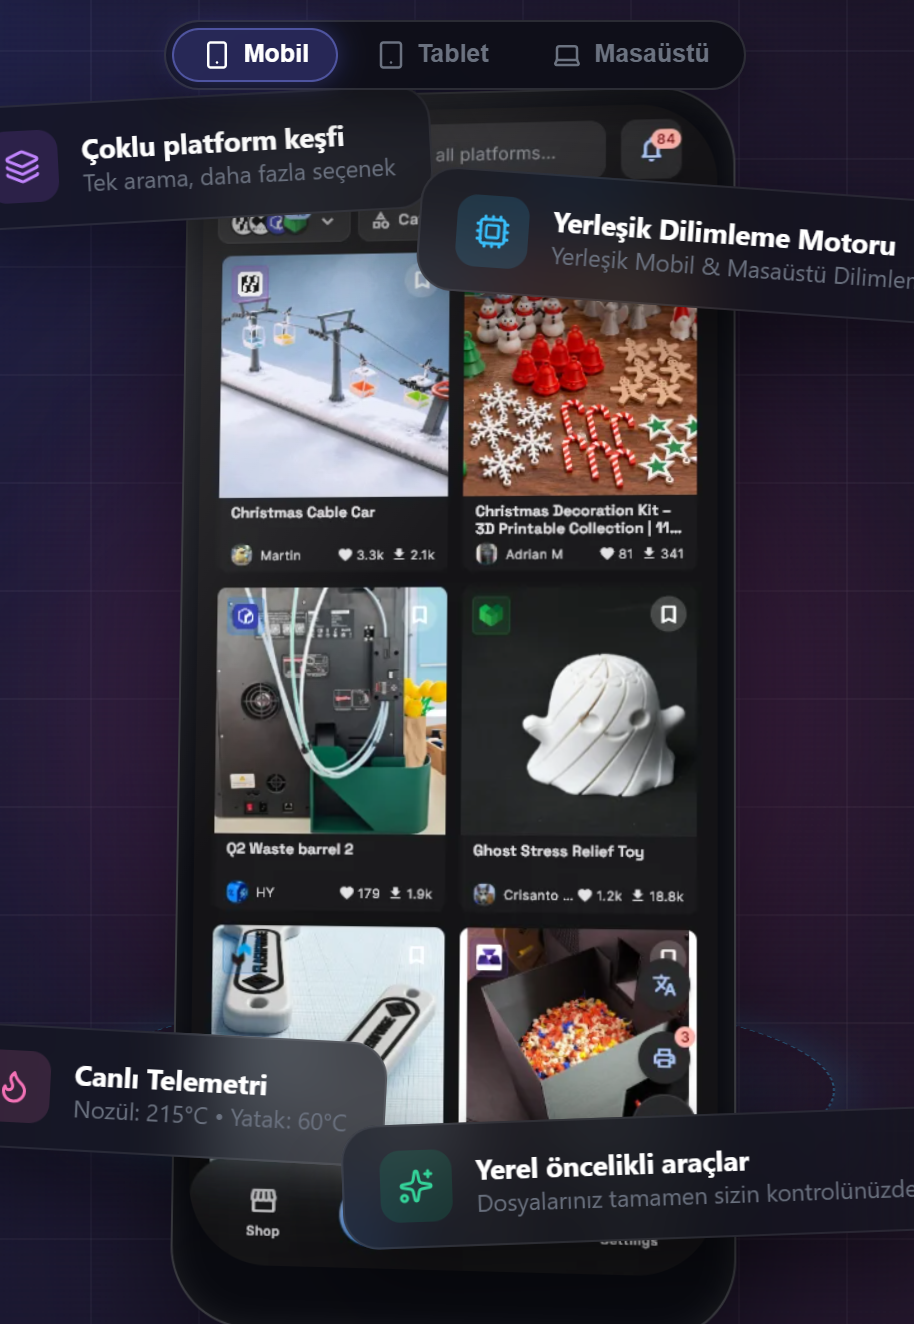 Mobil
Tablet
Masaüstü
Çoklu platform keşfi
Tek arama, daha fazla seçenek
all platforms...
84
Ca
Yerleşik Dilimleme Motoru
Yerleşik Mobil & Masaüstü Dilimler
Christmas Cable Car
Martin
3.3k
2.1k
Christmas Decoration Kit –
3D Printable Collection | 11...
Adrian M
81
341
Q2 Waste barrel 2
HY
179
1.9k
Ghost Stress Relief Toy
Crisanto ...
1.2k
18.8k
3
Canlı Telemetri
Nozül: 215°C • Yatak: 60°C
Yerel öncelikli araçlar
Dosyalarınız tamamen sizin kontrolünüzde
Shop
Settings